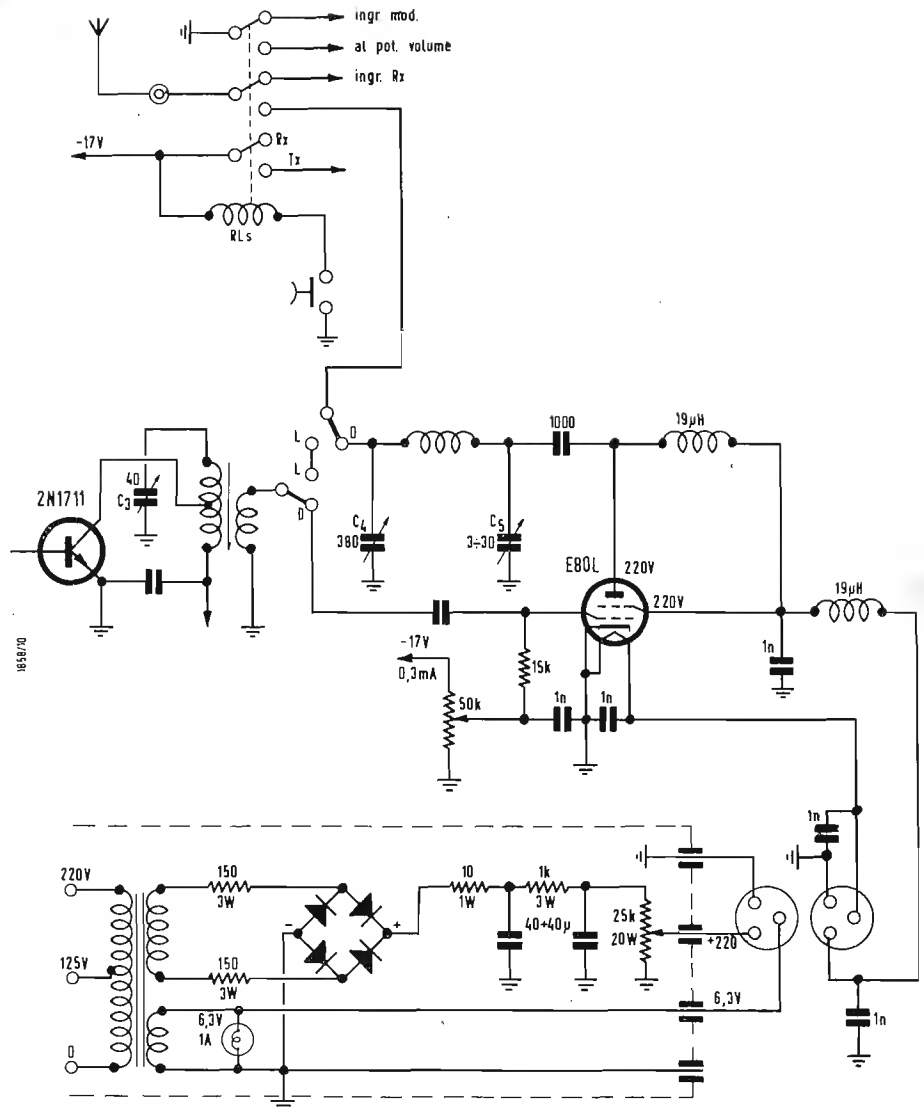 ingr mod.
al pot. volume
ingr. Rx
-17V
Rx
Tx
RLs
D
1000
19µH
L
L
40
C3
2N1711
D
C4
380
C5
3÷30
E80L
220V
220V
19µH
-17V
0,3mA
15k
1n
50k
1n
1n
1858/10
1n
220V
150
3W
10
1W
1k
3W
-
+
40+40µ
25k
20W
+220
125V
150
3W
6,3V
1A
6,3V
0
1n